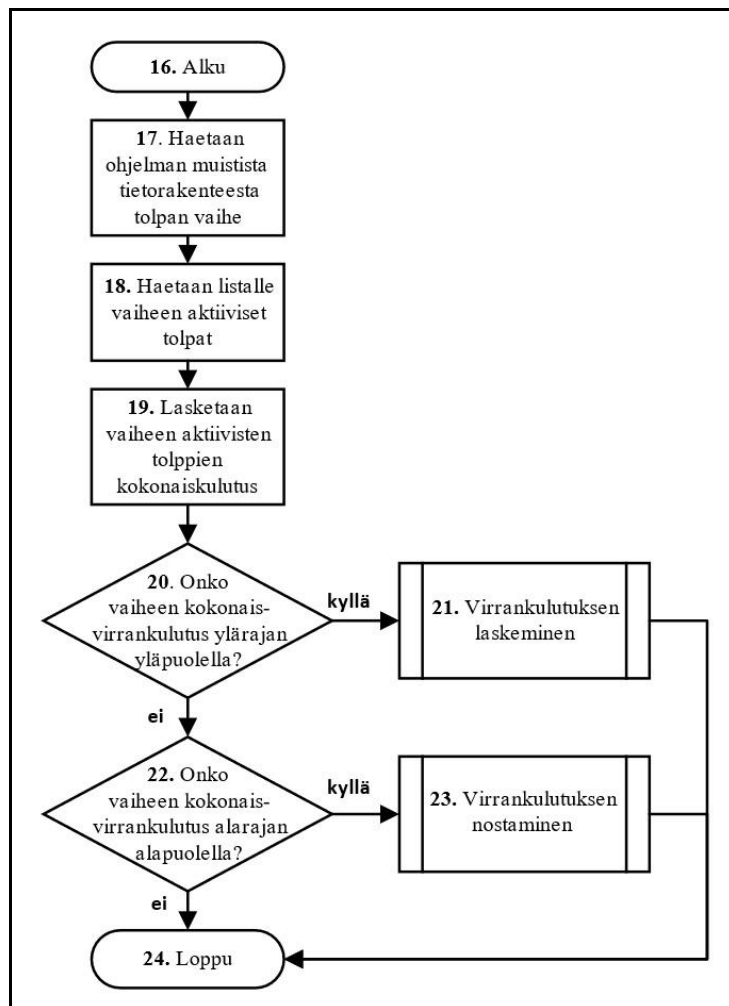 16. Alku
17. Haetaan
ohjelman muistista
tietorakenteesta
tolpan vaihe
18. Haetaan listalle
vaiheen aktiiviset
tolpat
19. Lasketaan
vaiheen aktiivisten
tolppien
kokonaiskulutus
20. Onko
vaiheen kokonais-
virrankulutus ylärajan
yläpuolella?
kyllä
21. Virrankulutuksen
laskeminen
ei
22. Onko
vaiheen kokonais-
virrankulutus alarajan
alapuolella?
kyllä
23. Virrankulutuksen
nostaminen
ei
24. Loppu